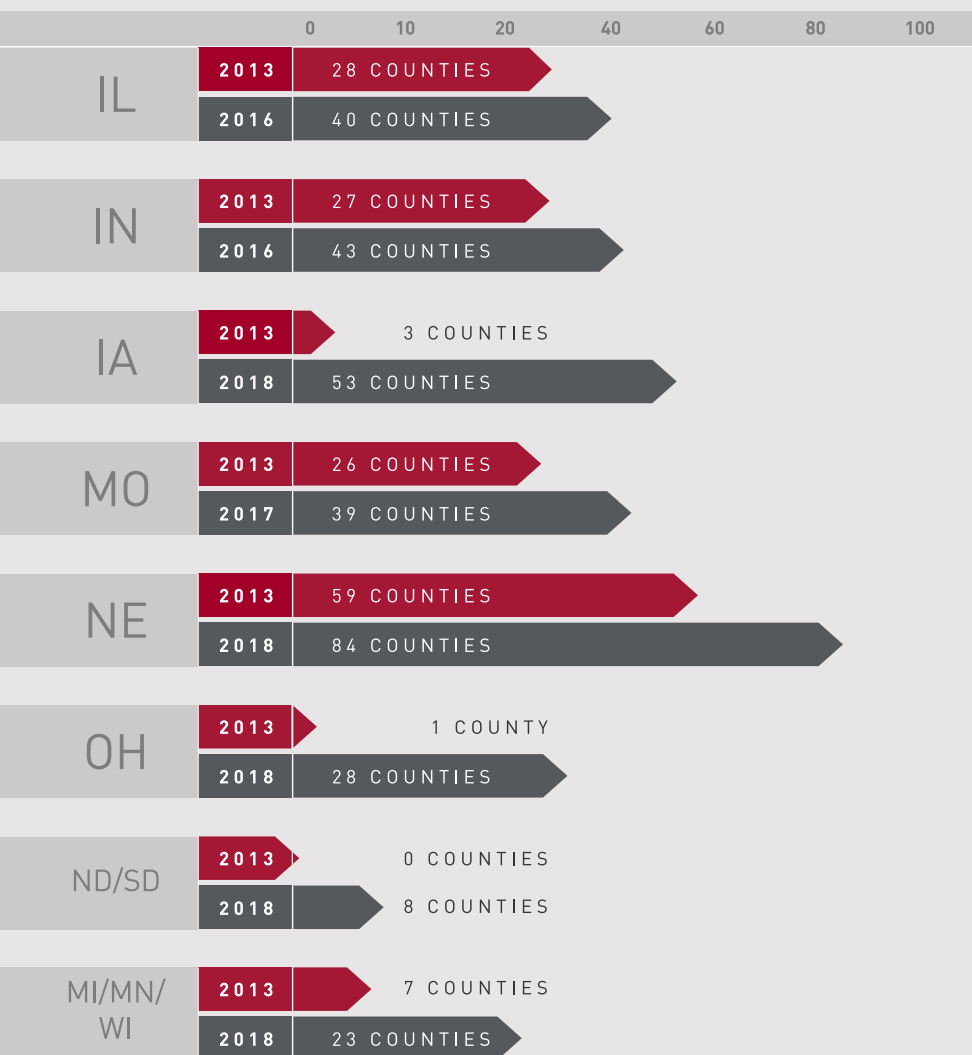 0 10 20 40 60 80 100
IL
2013 28 COUNTIES
2016 40 COUNTIES
IN
2013 27 COUNTIES
2016 43 COUNTIES
IA
2013 3 COUNTIES
2018 53 COUNTIES
MO
2013 26 COUNTIES
2017 39 COUNTIES
NE
2013 59 COUNTIES
2018 84 COUNTIES
OH
2013 1 COUNTY
2018 28 COUNTIES
ND/SD
2013 0 COUNTIES
2018 8 COUNTIES
MI/MN/
WI
2013 7 COUNTIES
2018 23 COUNTIES